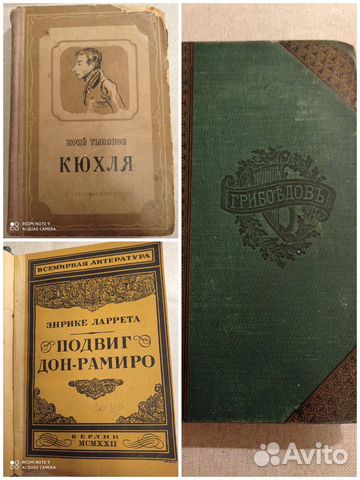 ЮРИЙ ТЫНЯНОВ
КЮХЛЯ
REDMI NOTE 9
AI QUAD CAMERA
ВСЕМИРНАЯ ЛИТЕРАТУРА
ЭНРИКЕ ЛАРРЕТА
ПОДВИГ
ДОН-РАМИРО
БЕРЛИН
MCMXXII
REDMI NOTE 9
AI QUAD CAMERA
ГРИБОѢДОВЪ
Avito